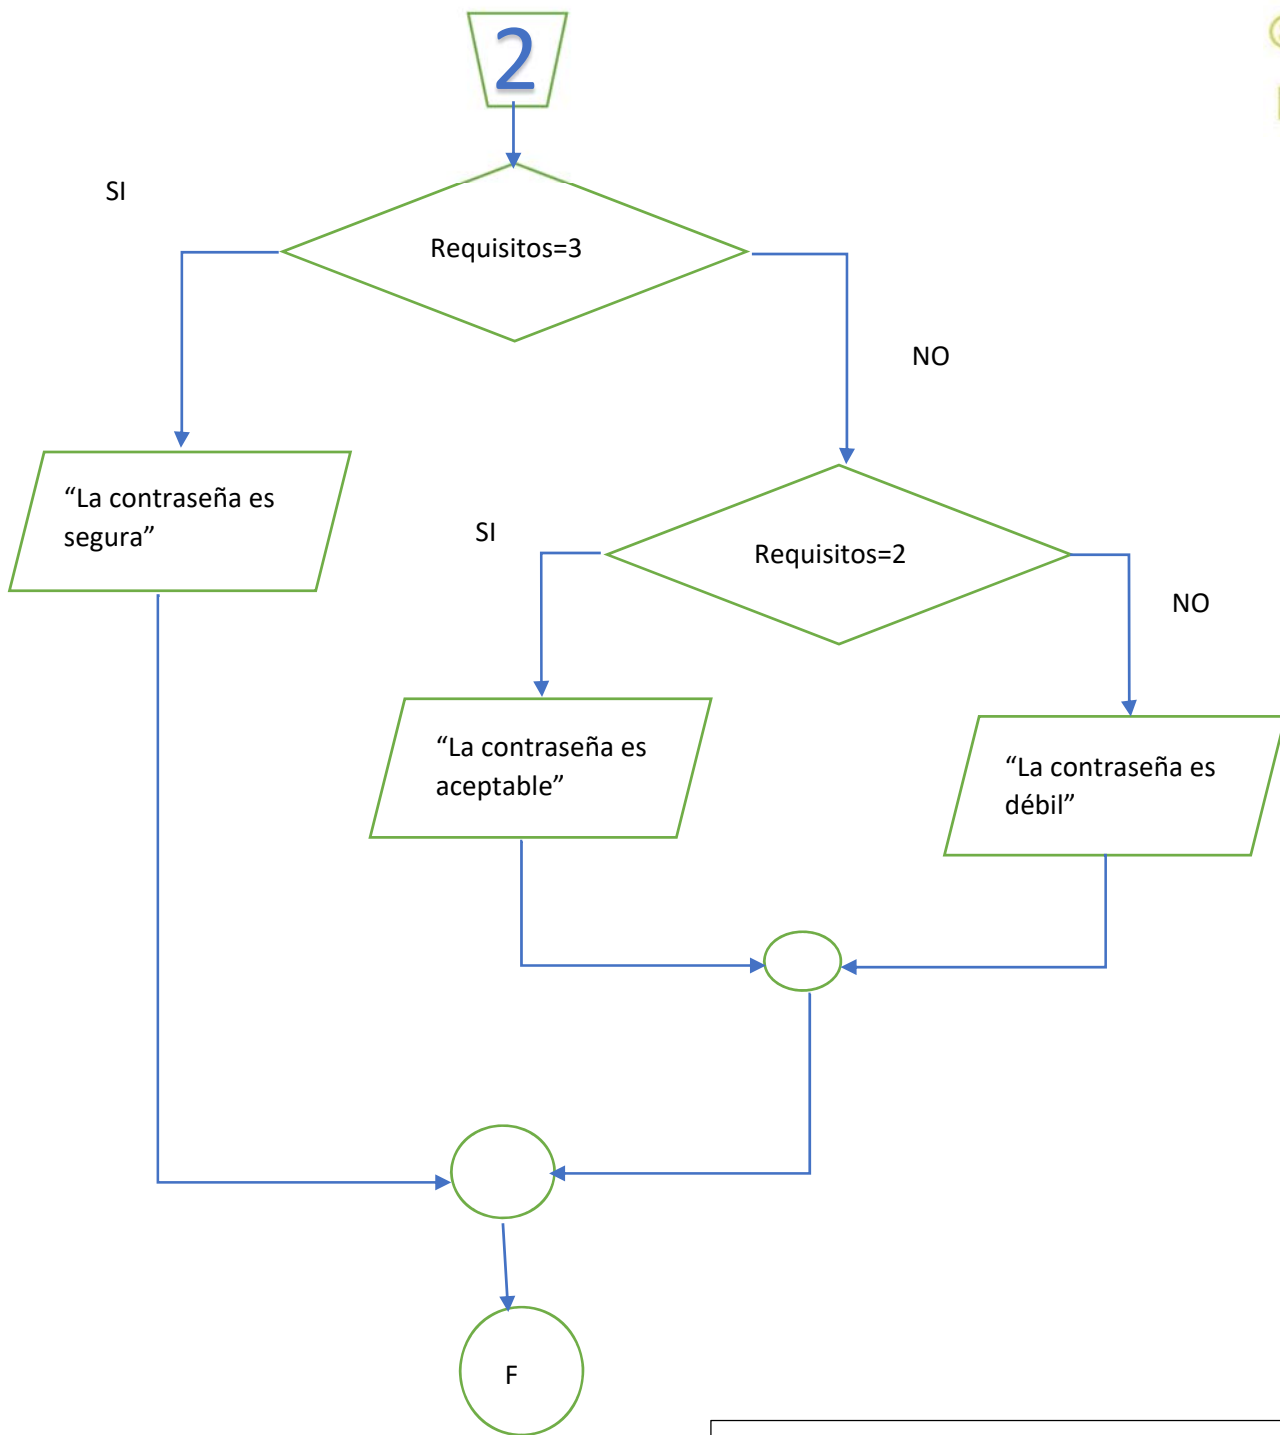 2
SI
Requisitos=3
NO
“La contraseña es
segura”
SI
Requisitos=2
NO
“La contraseña es
aceptable”
“La contraseña es
débil”
F